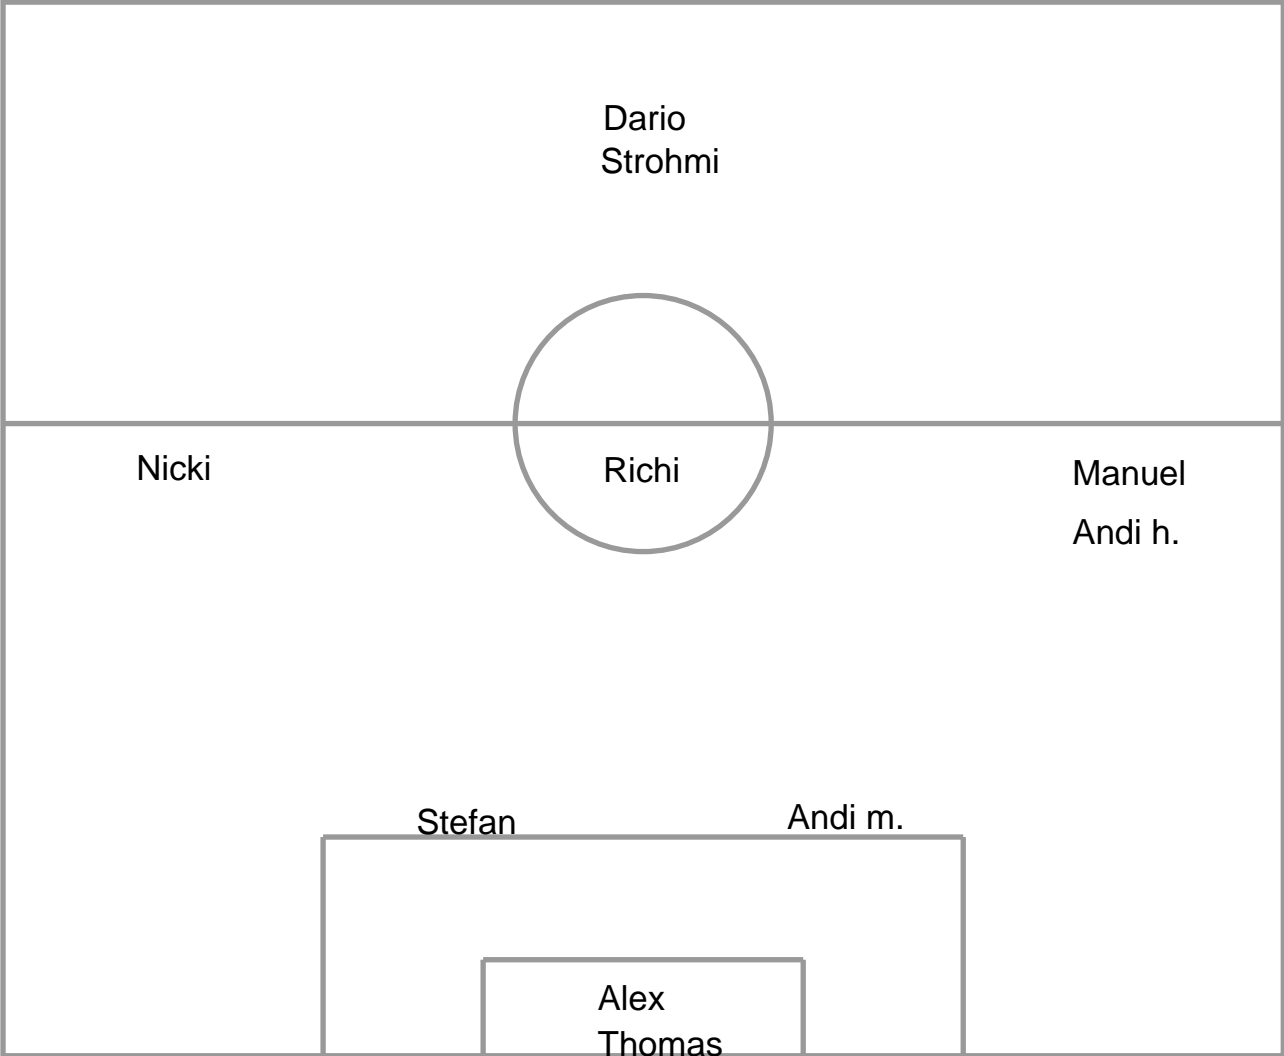 Dario
Strohmi
Nicki
Richi
Manuel
Andi h.
Stefan
Andi m.
Alex
Thomas